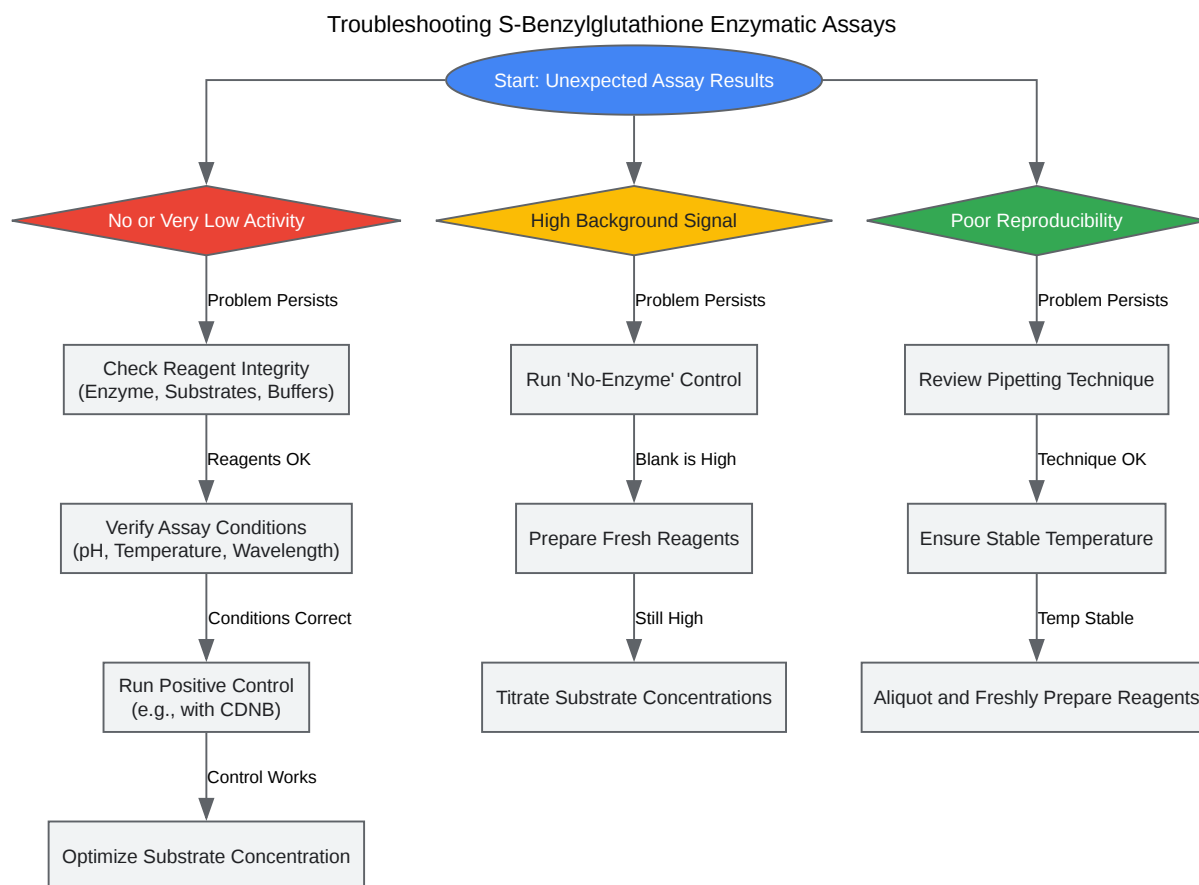 Troubleshooting S-Benzylglutathione Enzymatic Assays
Start: Unexpected Assay Results
No or Very Low Activity
High Background Signal
Poor Reproducibility
Problem Persists
Problem Persists
Problem Persists
Check Reagent Integrity
(Enzyme, Substrates, Buffers)
Run 'No-Enzyme' Control
Review Pipetting Technique
Reagents OK
Blank is High
Technique OK
Verify Assay Conditions
(pH, Temperature, Wavelength)
Prepare Fresh Reagents
Ensure Stable Temperature
Conditions Correct
Still High
Temp Stable
Run Positive Control
(e.g., with CDNB)
Titrate Substrate Concentrations
Aliquot and Freshly Prepare Reagents
Control Works
Optimize Substrate Concentration